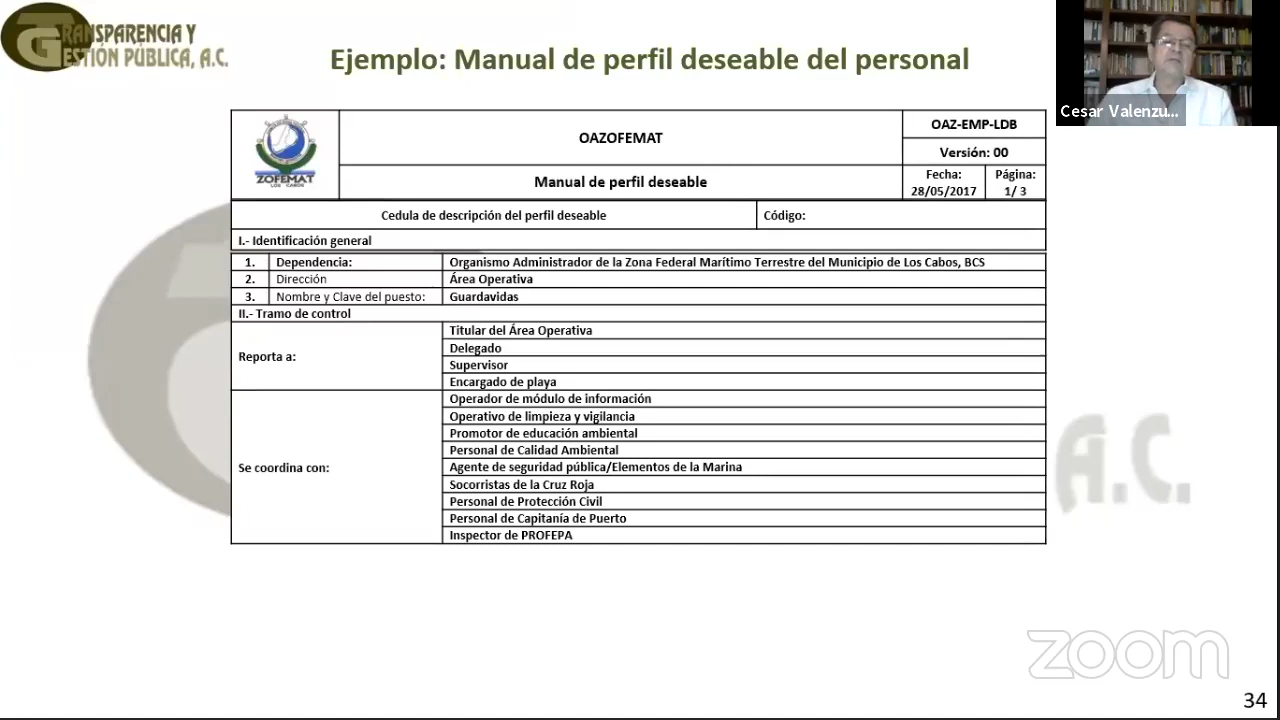 TRANSPARENCIA Y
GESTIÓN PÚBLICA, A.C.
Ejemplo: Manual de perfil deseable del personal
Cesar Valenzu...
ZOFEMAT
LOS CABOS
OAZOFEMAT
OAZ-EMP-LDB
Versión: 00
Manual de perfil deseable
Fecha:
28/05/2017
Página:
1/ 3
Cedula de descripción del perfil deseable
Código:
I.- Identificación general
1. Dependencia: Organismo Administrador de la Zona Federal Marítimo Terrestre del Municipio de Los Cabos, BCS
2. Dirección Área Operativa
3. Nombre y Clave del puesto: Guardavidas
II.- Tramo de control
Reporta a:
Titular del Área Operativa
Delegado
Supervisor
Encargado de playa
Se coordina con:
Operador de módulo de información
Operativo de limpieza y vigilancia
Promotor de educación ambiental
Personal de Calidad Ambiental
Agente de seguridad pública/Elementos de la Marina
Socorristas de la Cruz Roja
Personal de Protección Civil
Personal de Capitanía de Puerto
Inspector de PROFEPA
A.C.
zoom
34